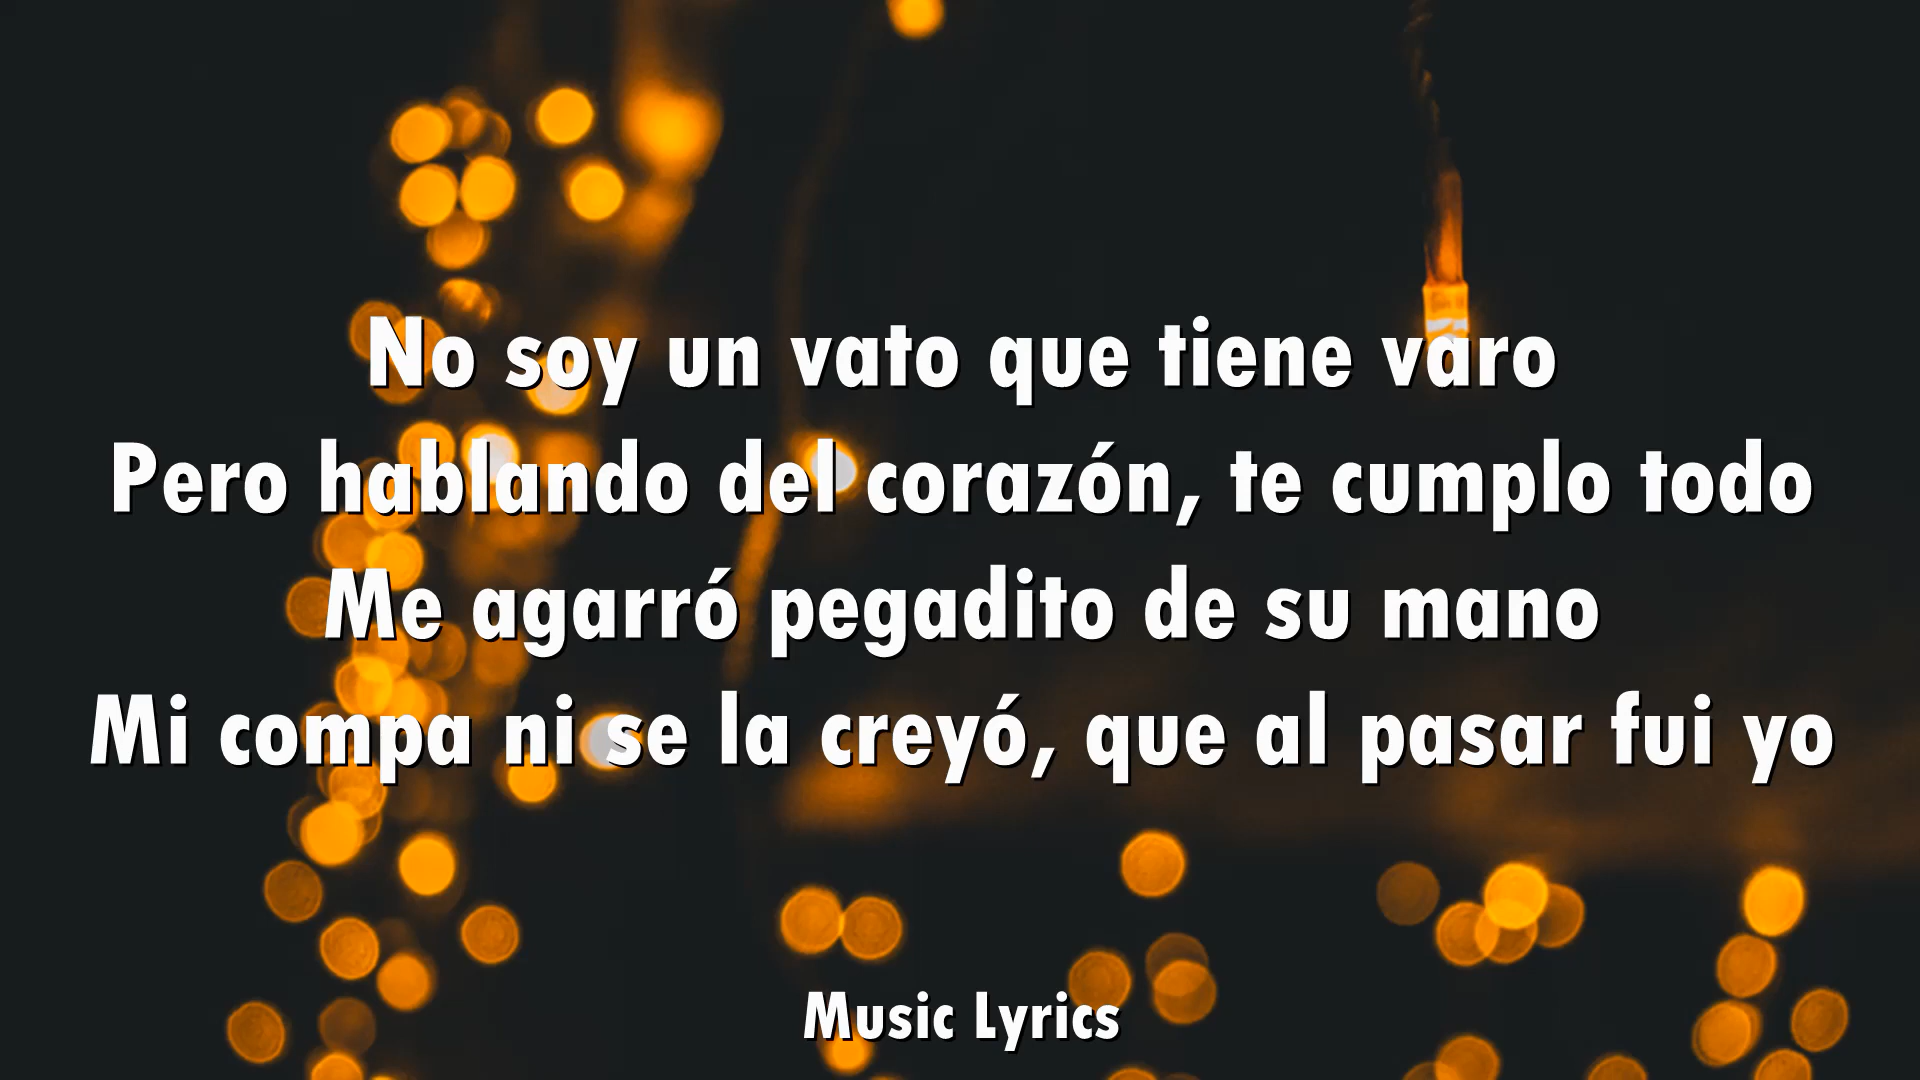 No soy un vato que tiene varo
Pero hablando del corazón, te cumplo todo
Me agarró pegadito de su mano
Mi compa ni se la creyó, que al pasar fui yo
Music Lyrics